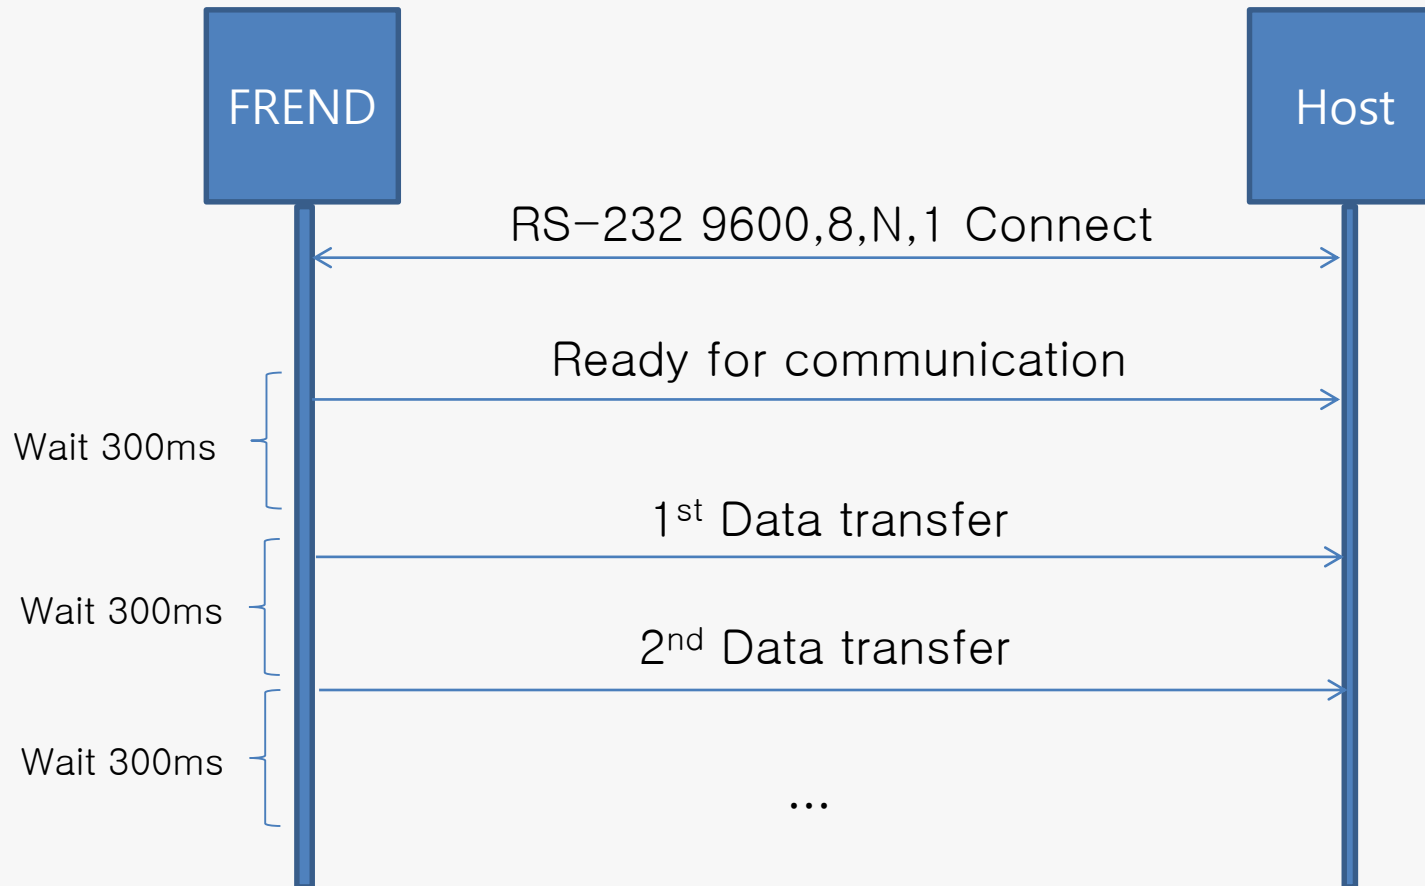 FREND
Host
RS-232 9600,8,N,1 Connect
Ready for communication
Wait 300ms
1st Data transfer
Wait 300ms
2nd Data transfer
Wait 300ms
...